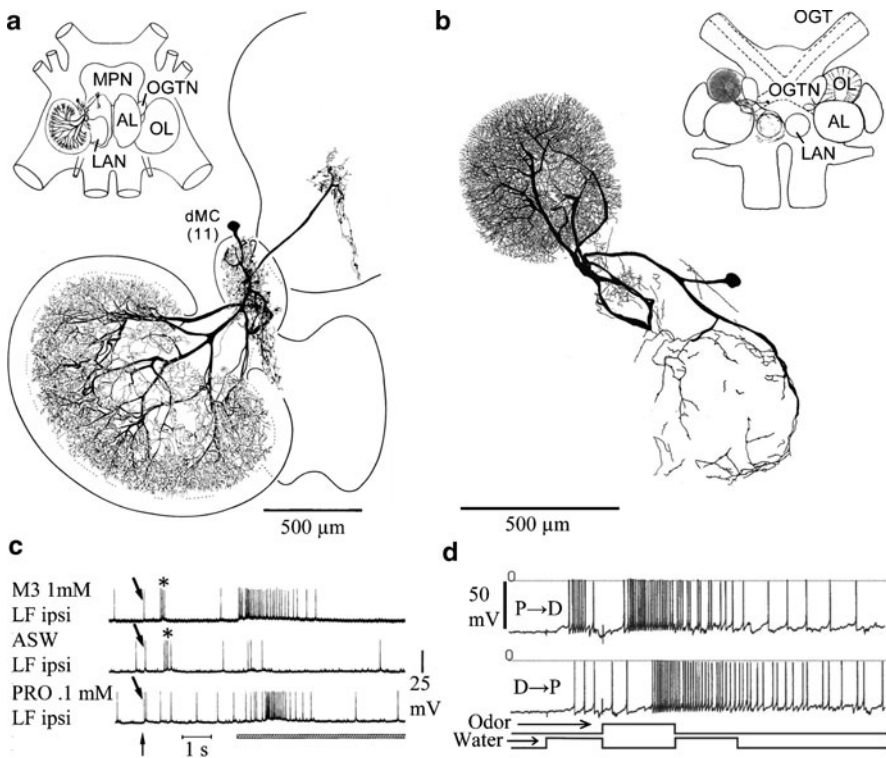 a
MPN
OGTN
AL
OL
LAN
dMC
(11)
500 µm
b
OGT
OGTN
OL
AL
LAN
500 µm
c
M3 1mM
LF ipsi
*
ASW
LF ipsi
*
PRO .1 mM
LF ipsi
25
mV
1 s
d
0
50
mV
P→D
0
D→P
Odor
Water